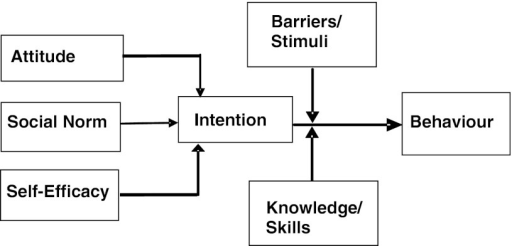 Barriers/
Stimuli
Attitude
Social Norm
Intention
Behaviour
Self-Efficacy
Knowledge/
Skills